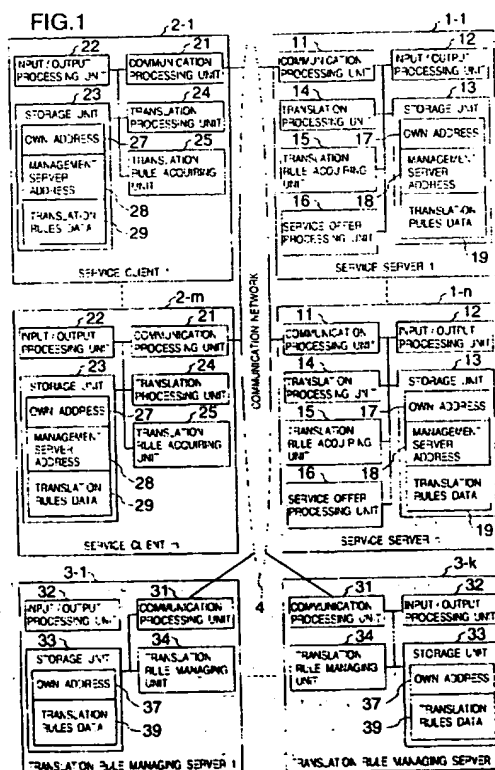 FIG.1
2-1
22
21
INPUT/OUTPUT PROCESSING UNIT
COMMUNICATION PROCESSING UNIT
23
24
STORAGE UNIT
TRANSLATION PROCESSING UNIT
OWN ADDRESS
27
25
MANAGEMENT SERVER ADDRESS
TRANSLATION RULE ACQUIRING UNIT
28
TRANSLATION RULES DATA
29
SERVICE CLIENT 1
1-1
11
12
COMMUNICATION PROCESSING UNIT
INPUT/OUTPUT PROCESSING UNIT
14
13
TRANSLATION PROCESSING UNIT
STORAGE UNIT
15
17
OWN ADDRESS
TRANSLATION RULE ACQUIRING UNIT
MANAGEMENT SERVER ADDRESS
16
18
SERVICE OFFER PROCESSING UNIT
TRANSLATION RULES DATA
19
SERVICE SERVER 1
COMMUNICATION NETWORK
2-m
22
21
INPUT/OUTPUT PROCESSING UNIT
COMMUNICATION PROCESSING UNIT
23
24
STORAGE UNIT
TRANSLATION PROCESSING UNIT
OWN ADDRESS
27
25
MANAGEMENT SERVER ADDRESS
TRANSLATION RULE ACQUIRING UNIT
28
TRANSLATION RULES DATA
29
SERVICE CLIENT
1-n
11
12
COMMUNICATION PROCESSING UNIT
INPUT/OUTPUT PROCESSING UNIT
14
13
TRANSLATION PROCESSING UNIT
STORAGE UNIT
15
17
OWN ADDRESS
TRANSLATION RULE ACQUIRING UNIT
MANAGEMENT SERVER ADDRESS
16
18
SERVICE OFFER PROCESSING UNIT
TRANSLATION RULES DATA
19
SERVICE SERVER
4
3-1
32
31
INPUT/OUTPUT PROCESSING UNIT
COMMUNICATION PROCESSING UNIT
33
34
STORAGE UNIT
TRANSLATION RULE MANAGING UNIT
OWN ADDRESS
37
TRANSLATION RULES DATA
39
TRANSLATION RULE MANAGING SERVER 1
3-k
31
32
COMMUNICATION PROCESSING UNIT
INPUT/OUTPUT PROCESSING UNIT
34
33
TRANSLATION RULE MANAGING UNIT
STORAGE UNIT
37
OWN ADDRESS
39
TRANSLATION RULES DATA
TRANSLATION RULE MANAGING SERVER